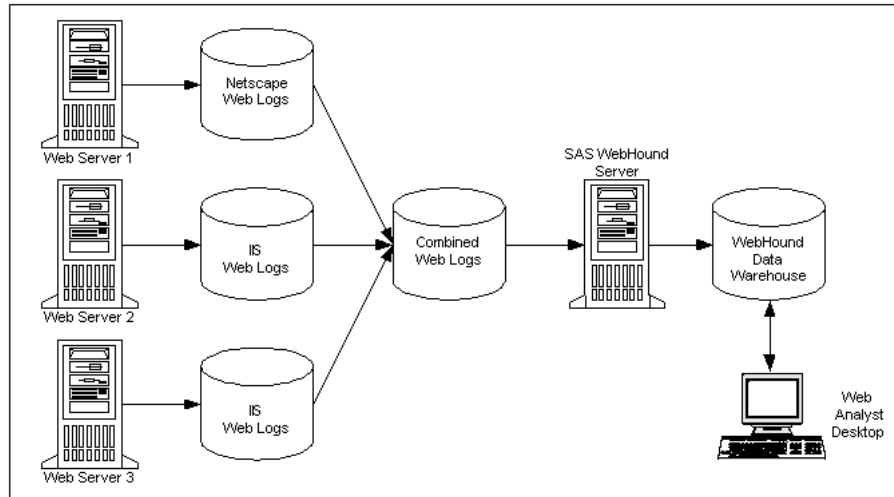 Netscape
Web Logs
Web Server 1
SAS WebHound
Server
IIS
Web Logs
Combined
Web Logs
WebHound
Data
Warehouse
Web Server 2
IIS
Web Logs
Web
Analyst
Desktop
Web Server 3